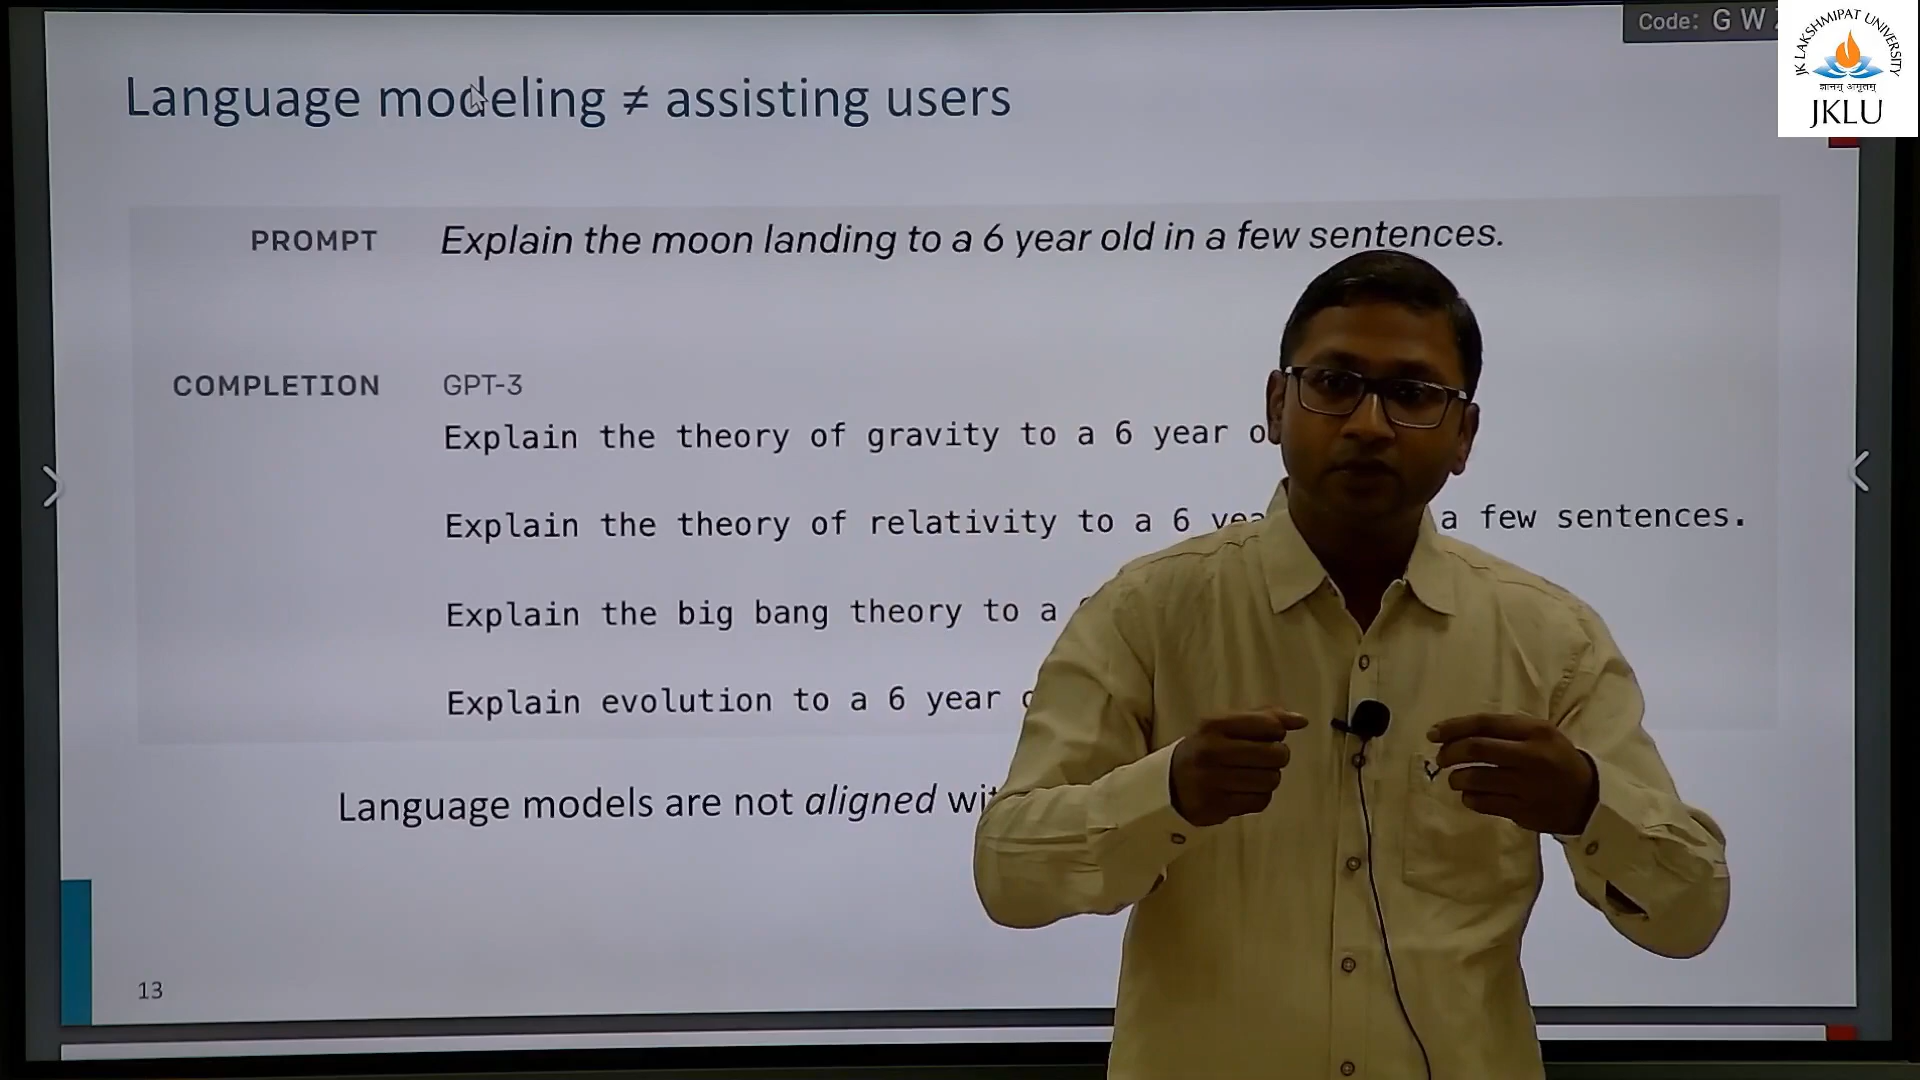 Code: G W
JK LAKSHMIPAT UNIVERSITY
ज्ञानम् अमृतम्
JKLU
Language modeling ≠ assisting users
PROMPT Explain the moon landing to a 6 year old in a few sentences.
COMPLETION GPT-3
Explain the theory of gravity to a 6 year
Explain the theory of relativity to a 6 a few sentences.
Explain the big bang theory to a
Explain evolution to a 6 year
Language models are not aligned
13